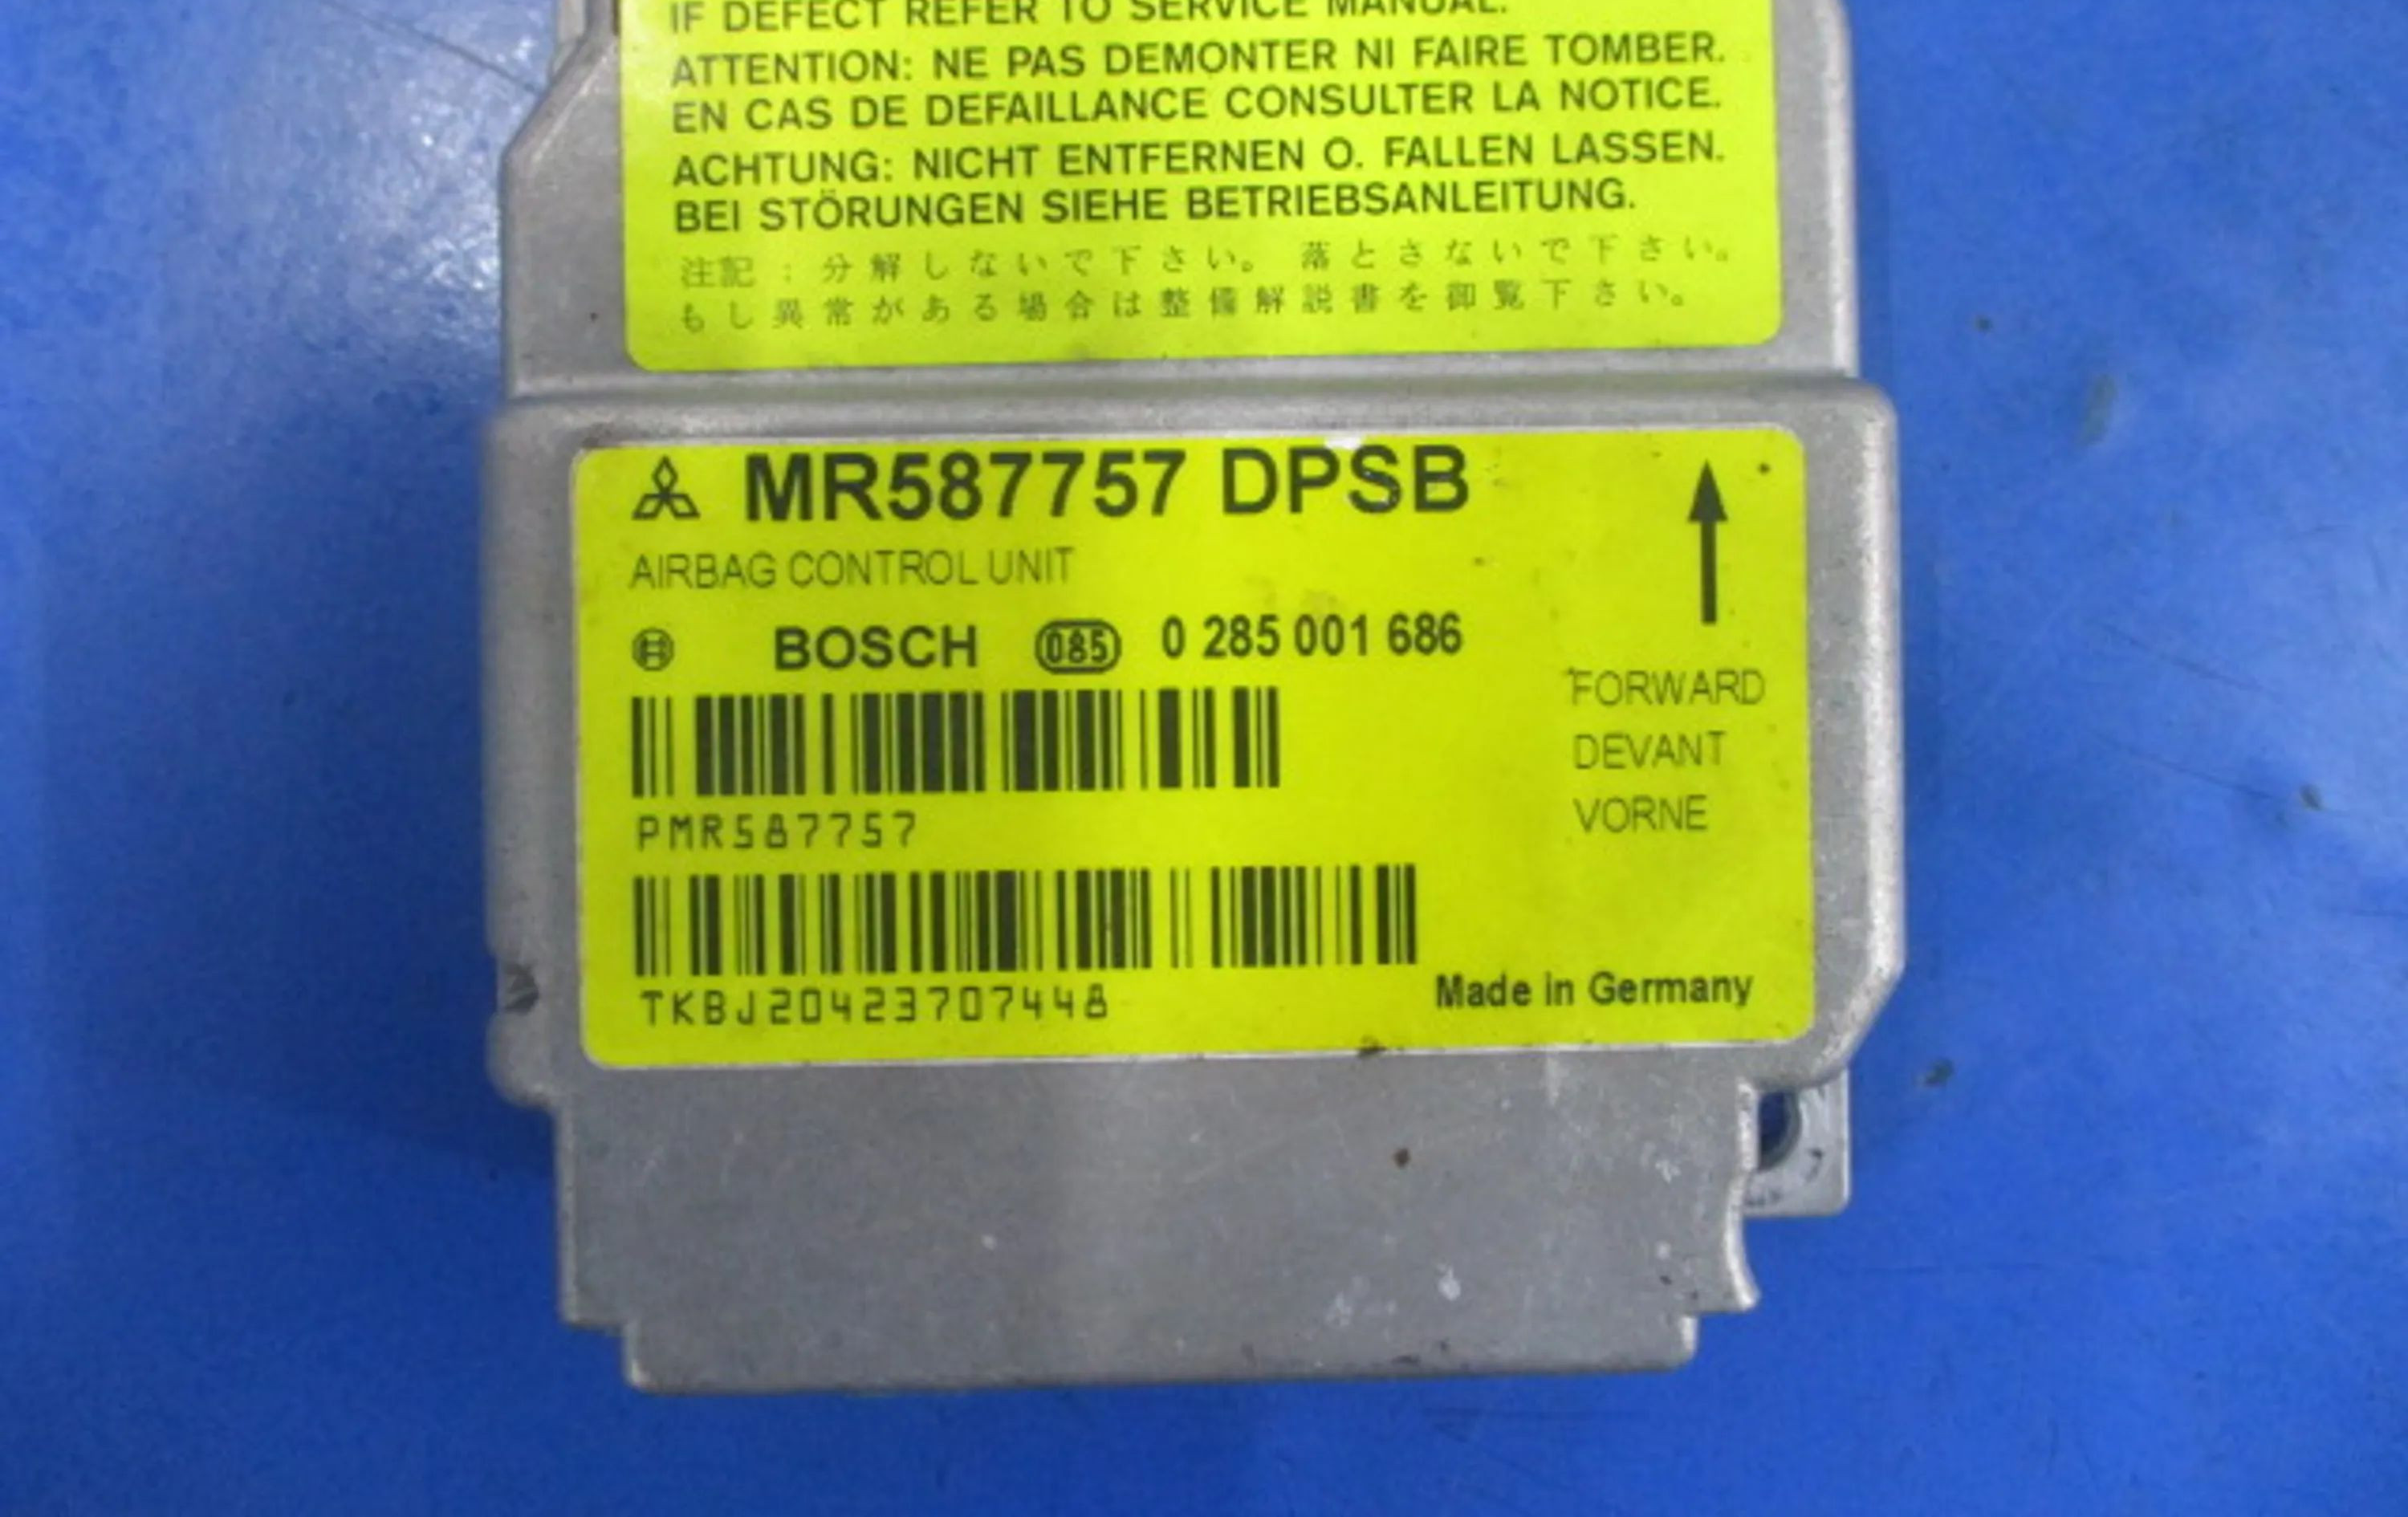 IF DEFECT REFER TO SERVICE MANUAL.
ATTENTION: NE PAS DEMONTER NI FAIRE TOMBER.
EN CAS DE DEFAILLANCE CONSULTER LA NOTICE.
ACHTUNG: NICHT ENTFERNEN O. FALLEN LASSEN.
BEI STÖRUNGEN SIEHE BETRIEBSANLEITUNG.
注記:分解しないで下さい。 落とさないで下さい。
もし異常がある場合は整備解説書を御覧下さい。
MR587757 DPSB
AIRBAG CONTROL UNIT
BOSCH 085 0 285 001 686
FORWARD
DEVANT
VORNE
PMR587757
TKBJ20423707448
Made in Germany